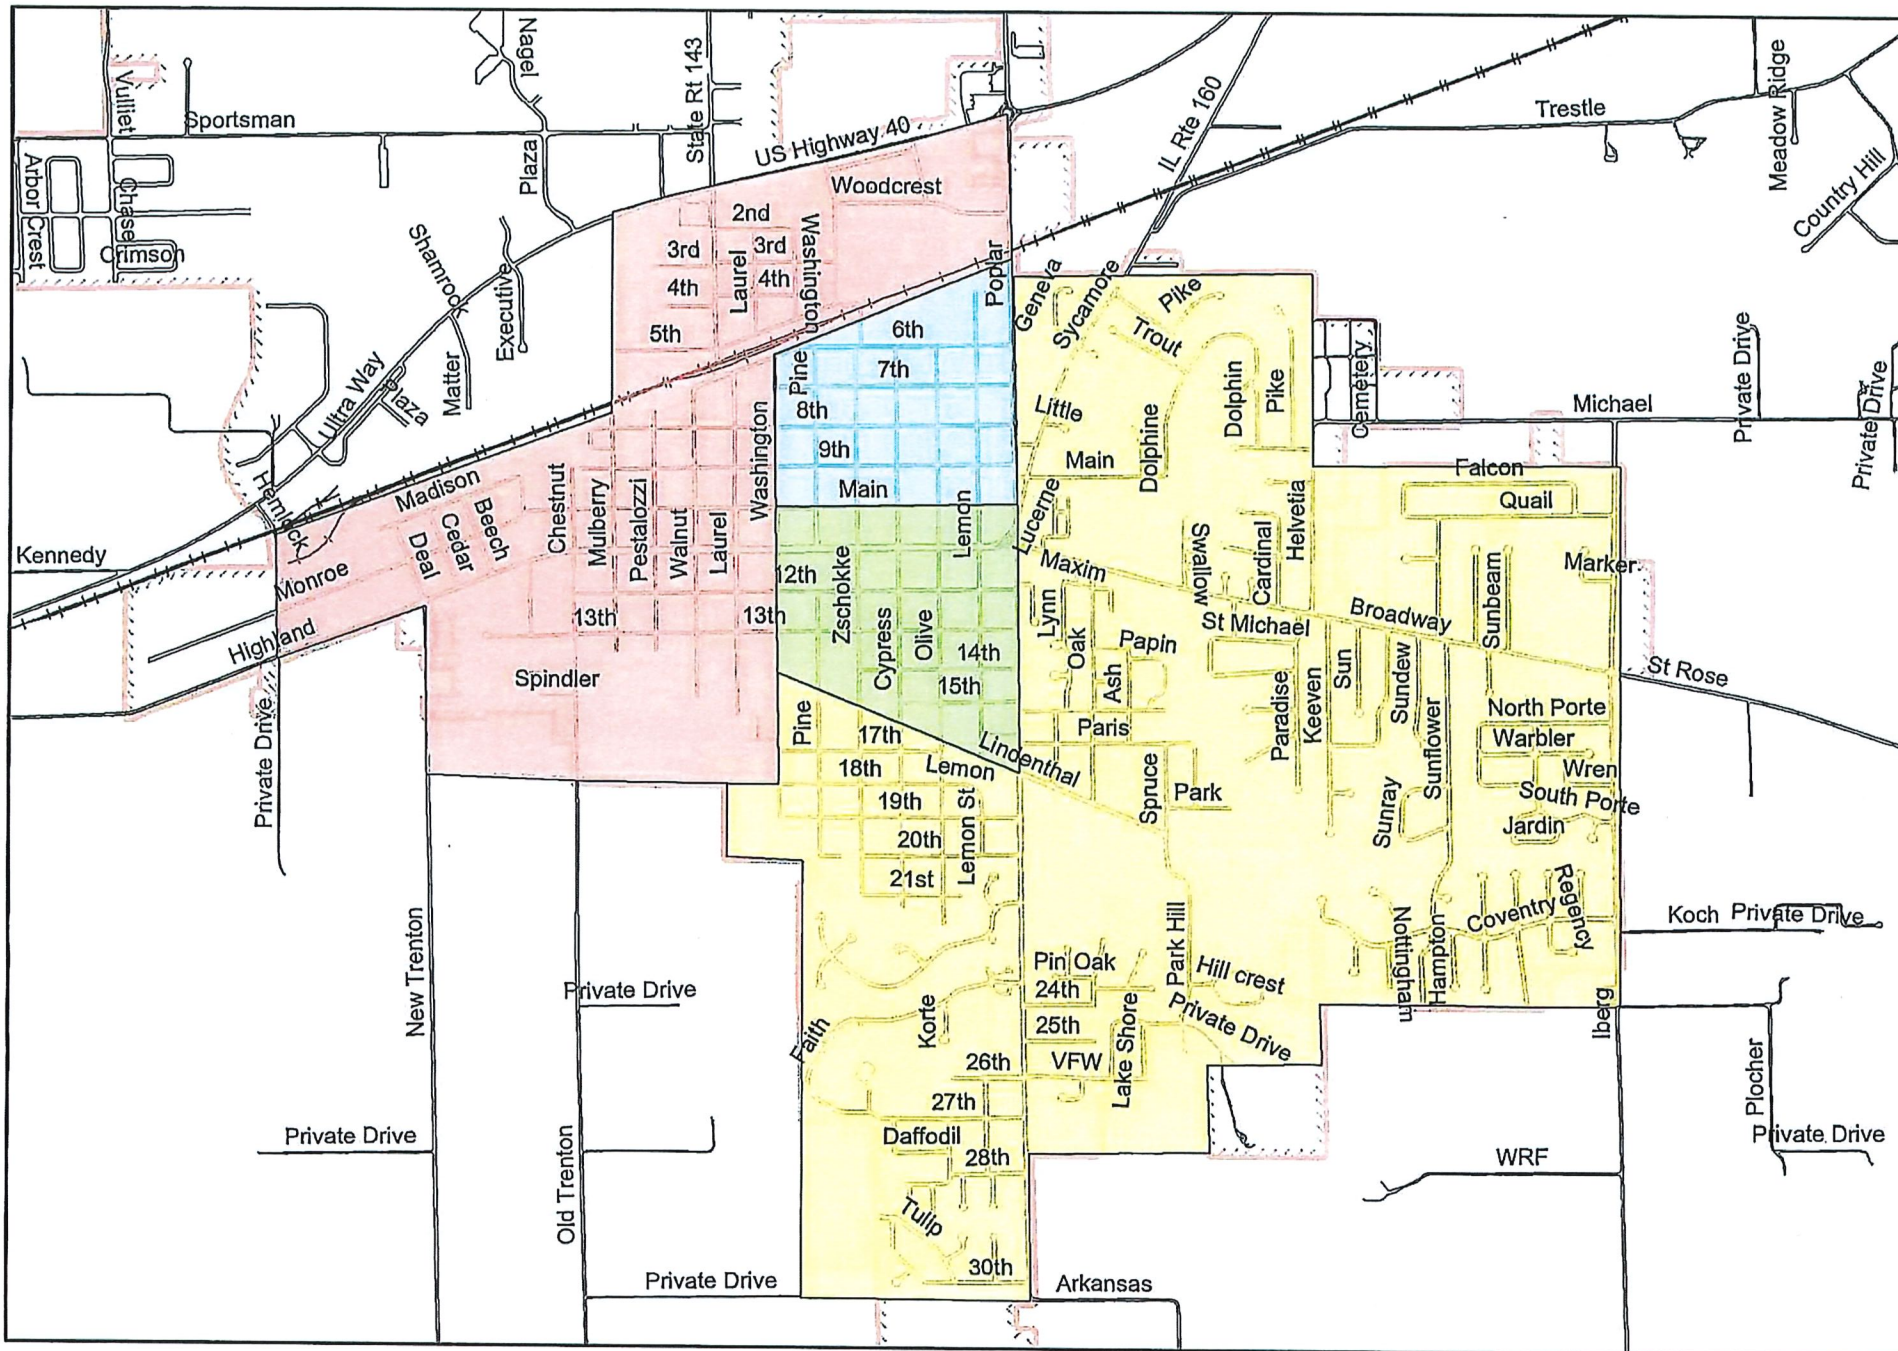 Nagel
State Rt 143
Vulliet
Sportsman
US Highway 40
IL Rte 160
Trestle
Meadow Ridge
Country Hill
Arbor Crest
Chase
Crimson
Plaza
Woodcrest
Shamrock
Executive
2nd
3rd
3rd
Washington
4th
4th
Laurel
5th
Poplar
Geneva
Sycamore
Pike
Trout
6th
7th
Pine
8th
9th
Main
Ultra Way
Plaza
Matter
Little
Dolphin
Pike
Cemetery
Michael
Private Drive
Private Drive
Main
Dolphine
Falcon
Quail
Hemlock
Madison
Kennedy
Monroe
Deal
Cedar
Beech
Chestnut
Mulberry
Pestalozzi
Walnut
Laurel
Washington
Lemon
Lucerne
Maxim
Swallow
Cardinal
Helvetia
Sunbeam
Marker
12th
Zschokke
Cypress
Olive
13th
13th
14th
15th
Lynn
Oak
Ash
Papin
St Michael
Broadway
Highland
Spindler
Private Drive
Paradise
Keeven
Sun
Sundew
Sunflower
St Rose
North Porte
Warbler
Wren
South Porte
Jardin
Paris
Pine
17th
18th
Lemon
Lindenthal
19th
Lemon St
20th
21st
Spruce
Park
Sunray
Regency
Coventry
Nottingham
Hampton
Koch
Private Drive
New Trenton
Private Drive
Pin Oak
24th
25th
Park Hill
Hill crest
Private Drive
Iberg
Faith
Korte
26th
VFW
Lake Shore
27th
Daffodil
28th
Private Drive
Old Trenton
Plocher
Private Drive
WRF
Tulip
30th
Private Drive
Arkansas